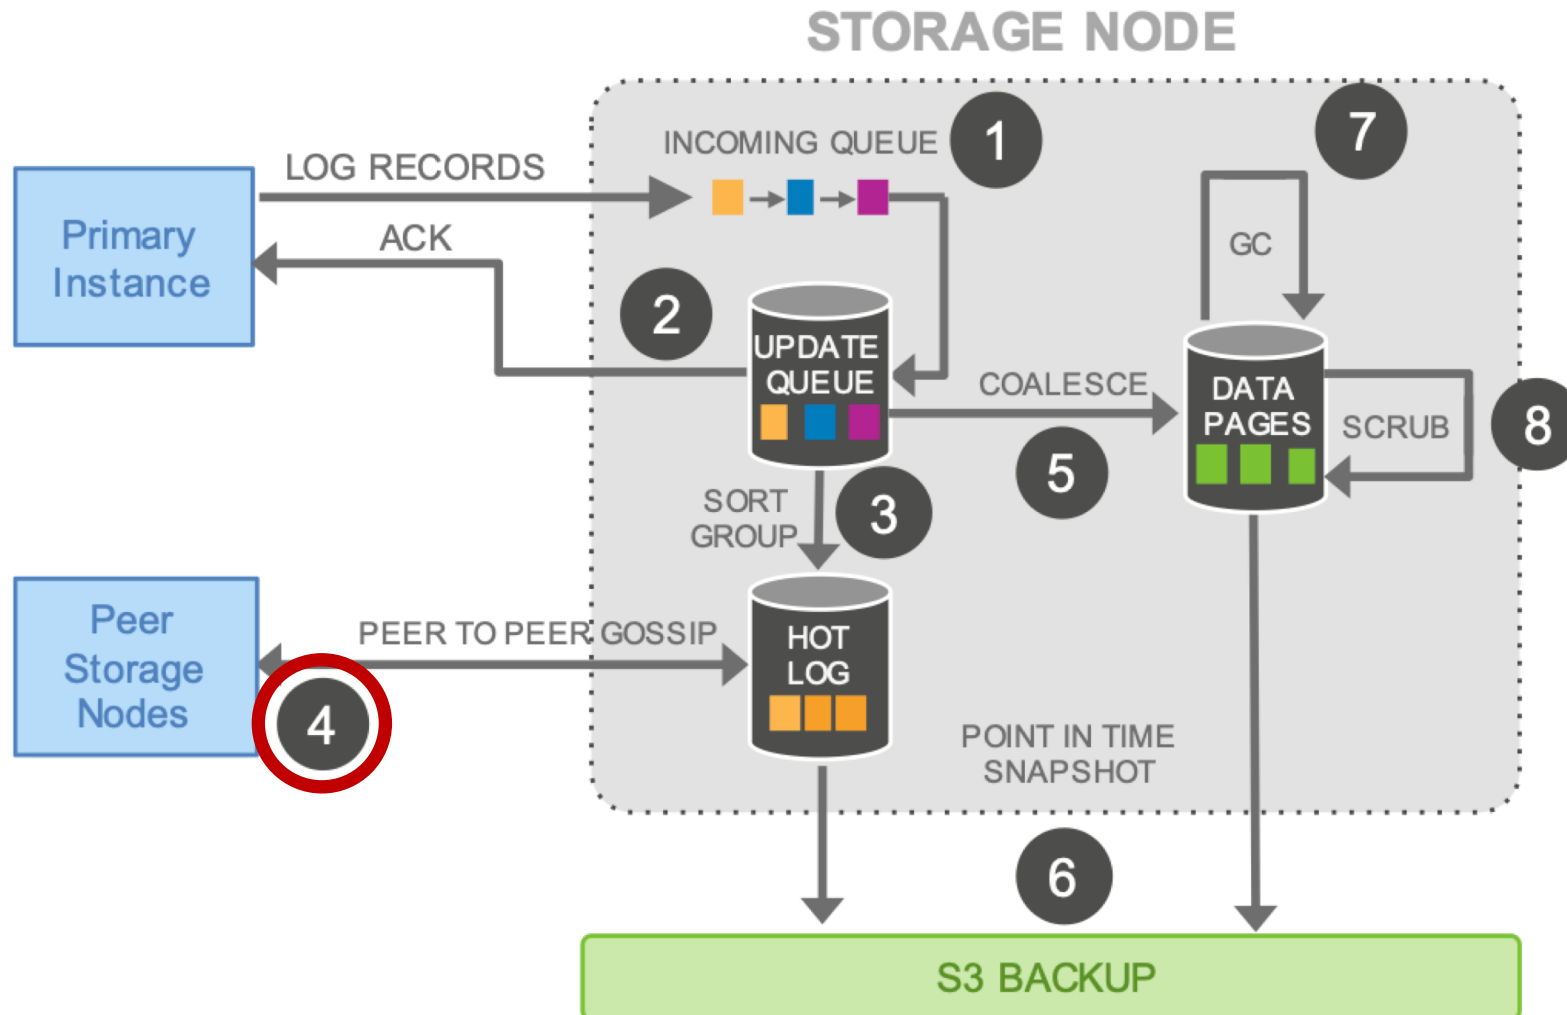 STORAGE NODE
INCOMING QUEUE
1
7
LOG RECORDS
Primary
Instance
ACK
GC
2
UPDATE
QUEUE
COALESCE
5
DATA
PAGES
SCRUB
8
SORT
GROUP
3
Peer
Storage
Nodes
PEER TO PEER GOSSIP
4
HOT
LOG
POINT IN TIME
SNAPSHOT
6
S3 BACKUP